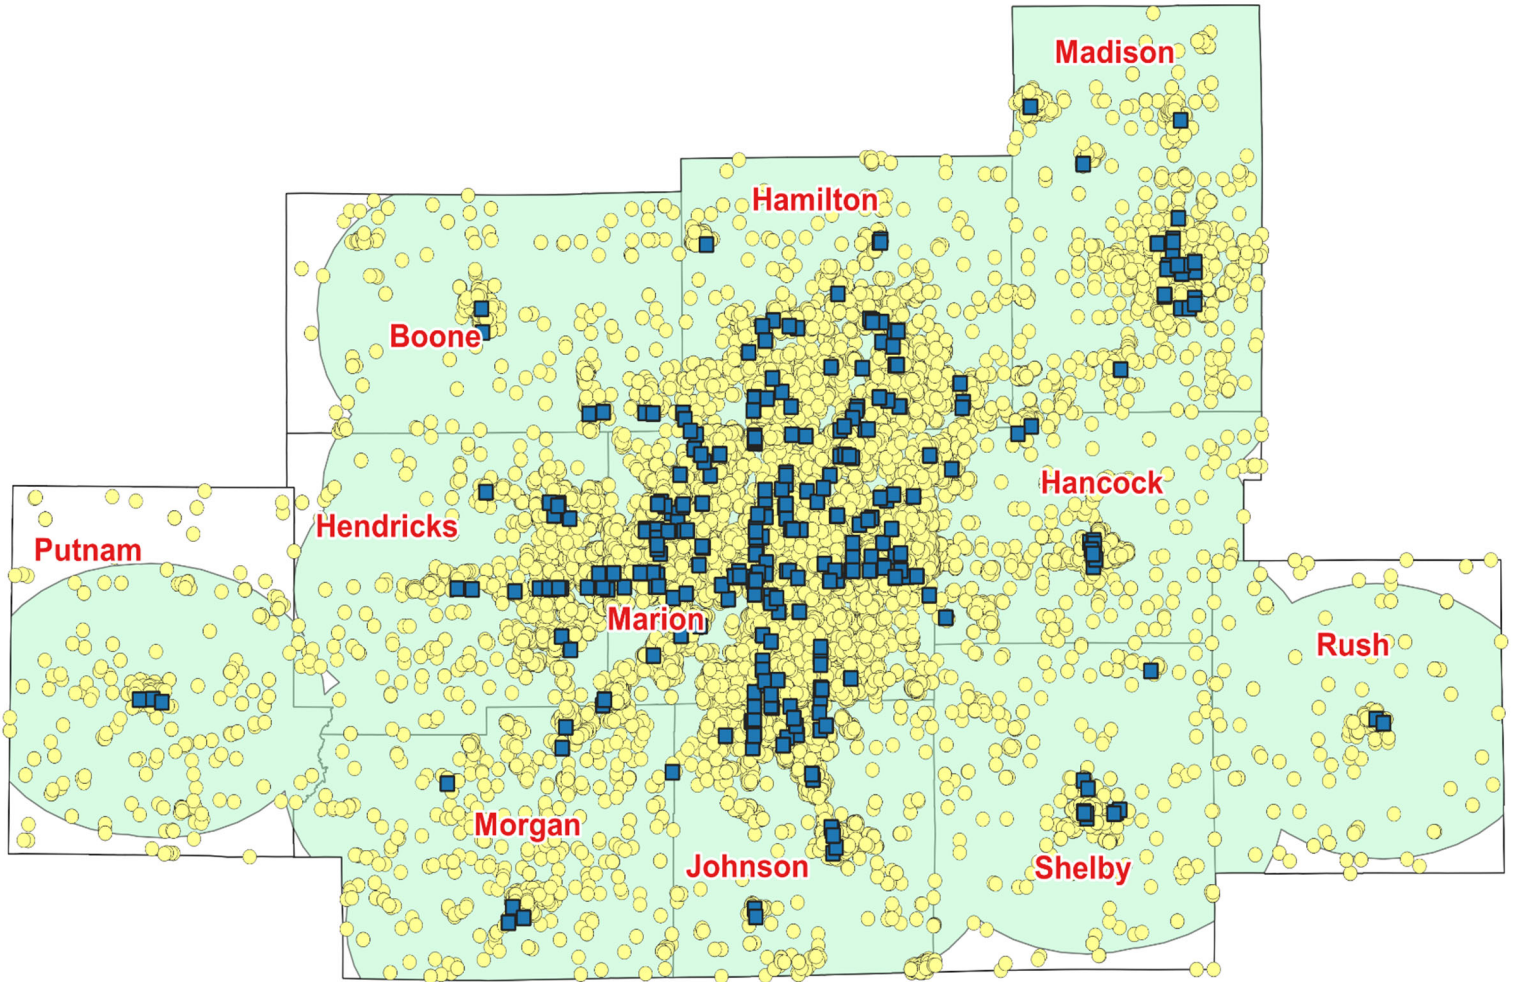 Madison
Hamilton
Boone
Hancock
Hendricks
Putnam
Marion
Rush
Morgan
Johnson
Shelby